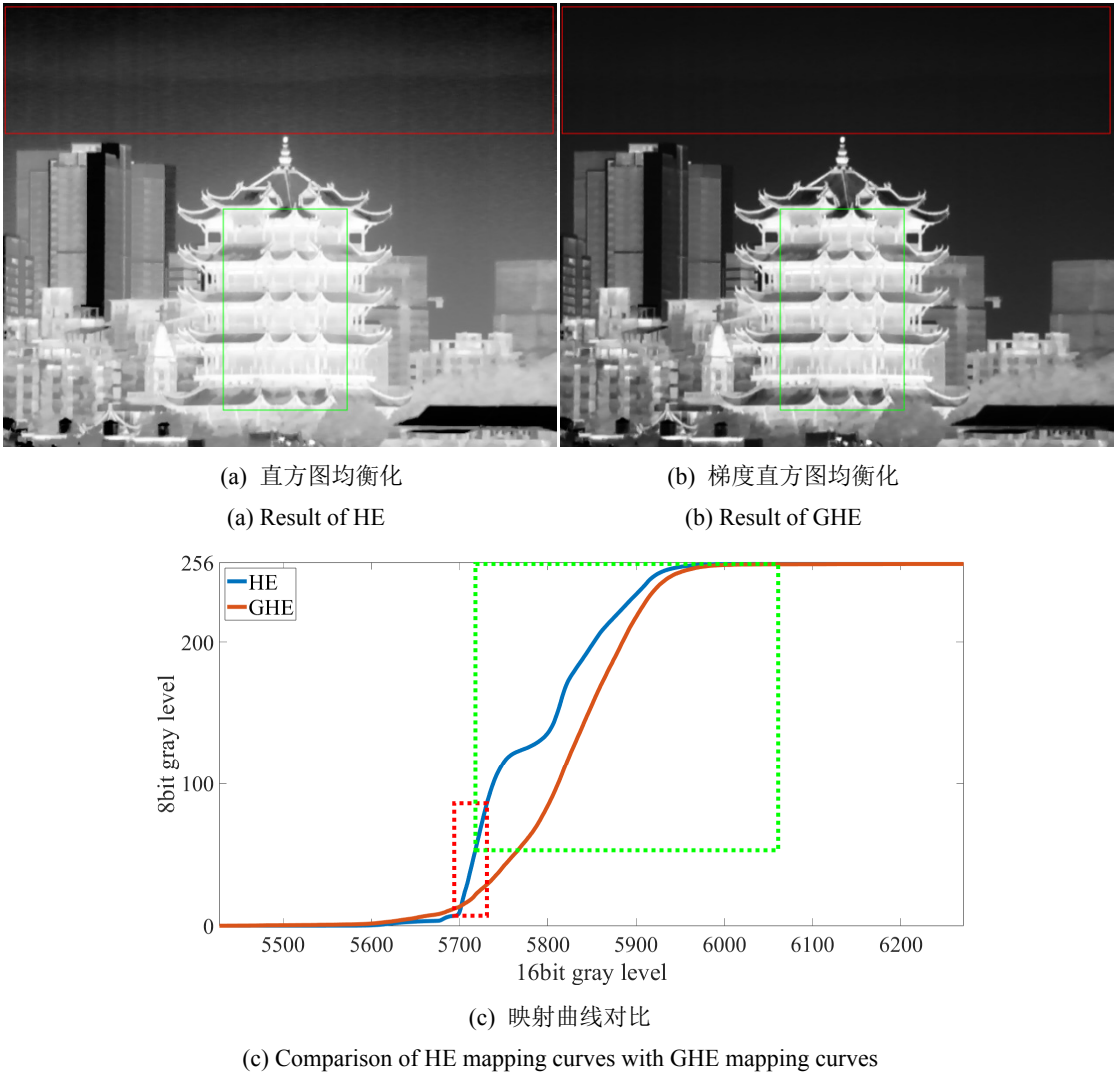 (a) 直方图均衡化
(b) 梯度直方图均衡化
(a) Result of HE
(b) Result of GHE
256
200
100
0
8bit gray level
HE
GHE
5500
5600
5700
5800
5900
6000
6100
6200
16bit gray level
(c) 映射曲线对比
(c) Comparison of HE mapping curves with GHE mapping curves